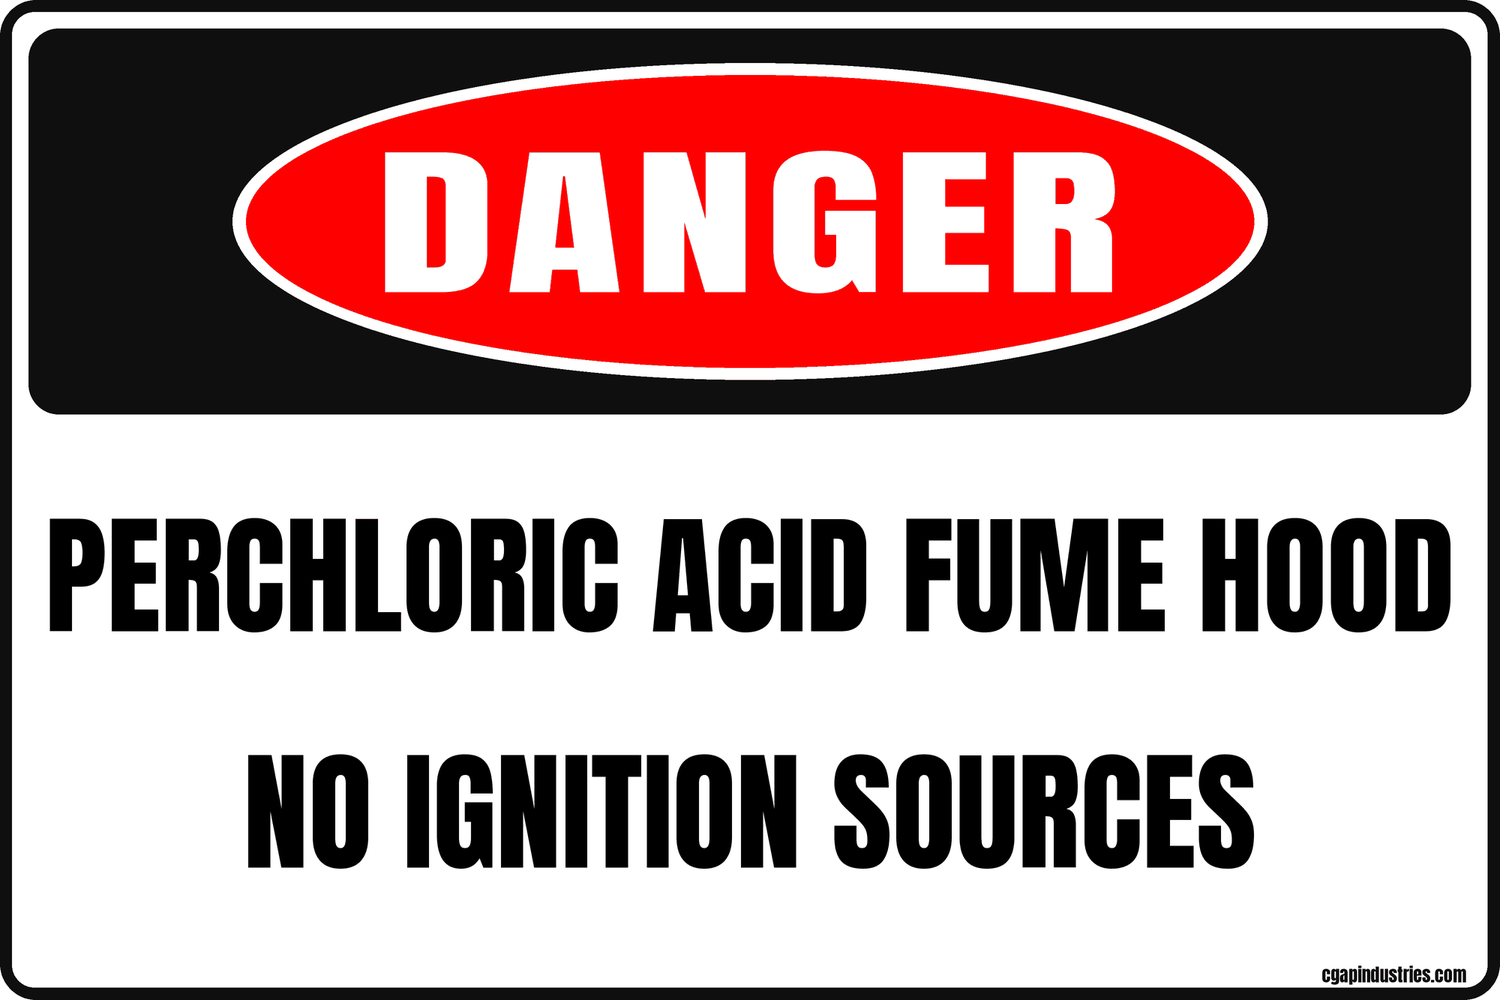 DANGER
PERCHLORIC ACID FUME HOOD
NO IGNITION SOURCES
cgapindustries.com